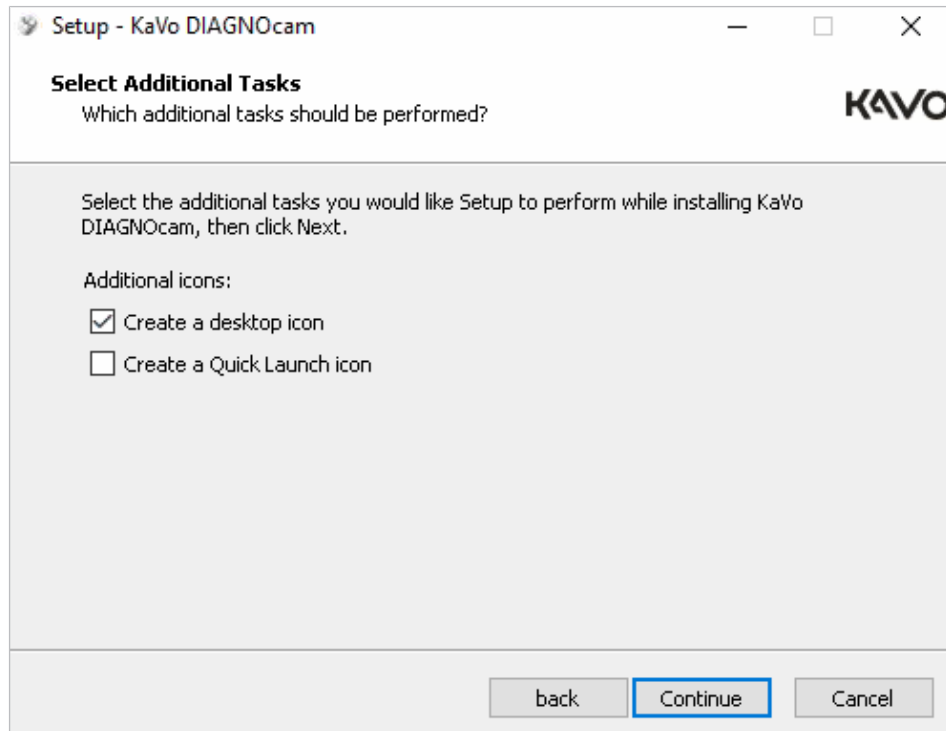 Setup - KaVo DIAGNOcam
Select Additional Tasks
Which additional tasks should be performed?
KAVO
Select the additional tasks you would like Setup to perform while installing KaVo
DIAGNOcam, then click Next.
Additional icons:
Create a desktop icon
Create a Quick Launch icon
back Continue Cancel